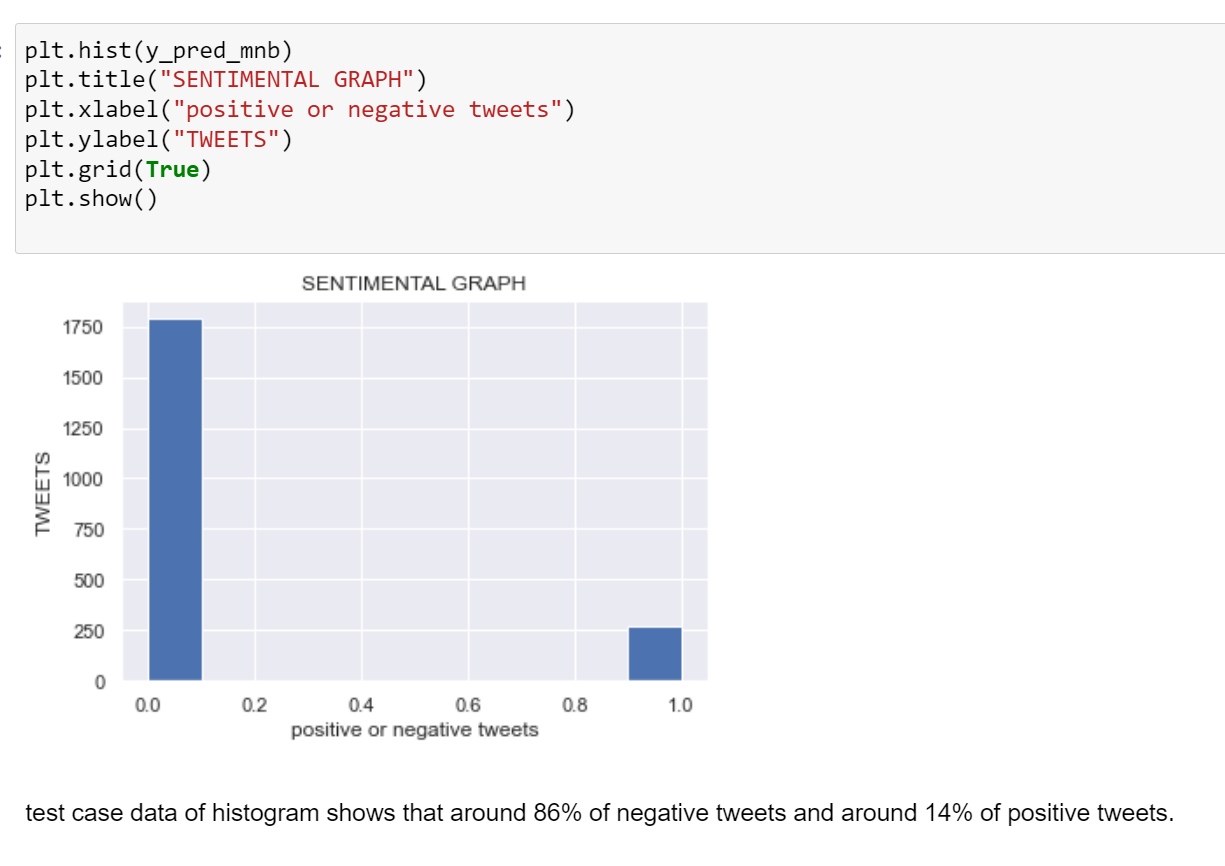 plt.hist(y_pred_mnb)
plt.title("SENTIMENTAL GRAPH")
plt.xlabel("positive or negative tweets")
plt.ylabel("TWEETS")
plt.grid(True)
plt.show()
SENTIMENTAL GRAPH
1750
1500
1250
1000
750
500
250
0
TWEETS
0.0 0.2 0.4 0.6 0.8 1.0
positive or negative tweets
test case data of histogram shows that around 86% of negative tweets and around 14% of positive tweets.